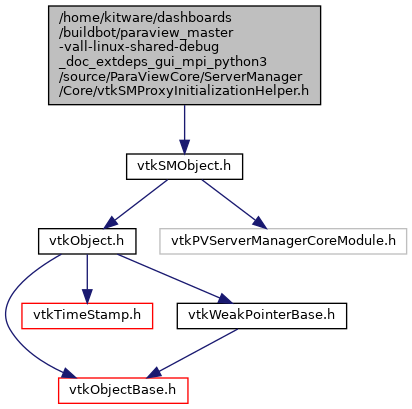 /home/kitware/dashboards
/buildbot/paraview_master
-vall-linux-shared-debug
_doc_extdeps_gui_mpi_python3
/source/ParaViewCore/ServerManager
/Core/vtkSMProxyInitializationHelper.h
vtkSMObject.h
vtkObject.h
vtkPVServerManagerCoreModule.h
vtkTimeStamp.h
vtkWeakPointerBase.h
vtkObjectBase.h